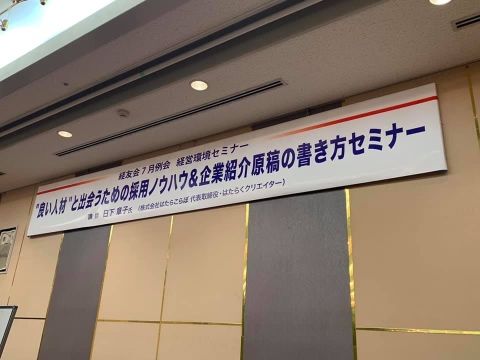 経友会7月例会 経営環境セミナー
"良い人材"と出会うための採用ノウハウ&企業紹介原稿の書き方セミナー
講師 日下 章子氏 (株式会社はたらこらぼ 代表取締役・はたらくクリエイター)